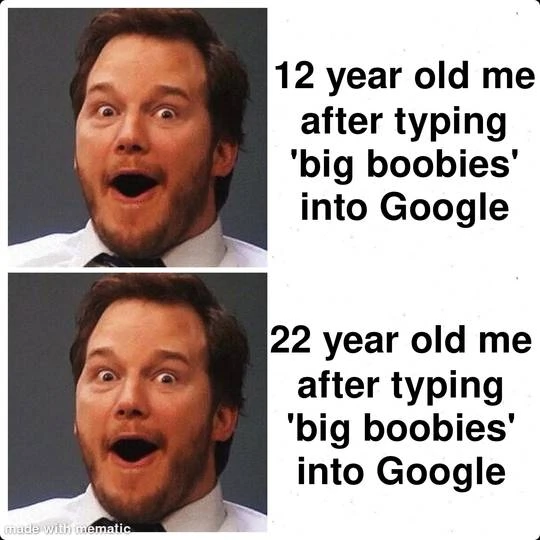 12 year old me
after typing
'big boobies'
into Google
22 year old me
after typing
'big boobies'
into Google
made with mematic